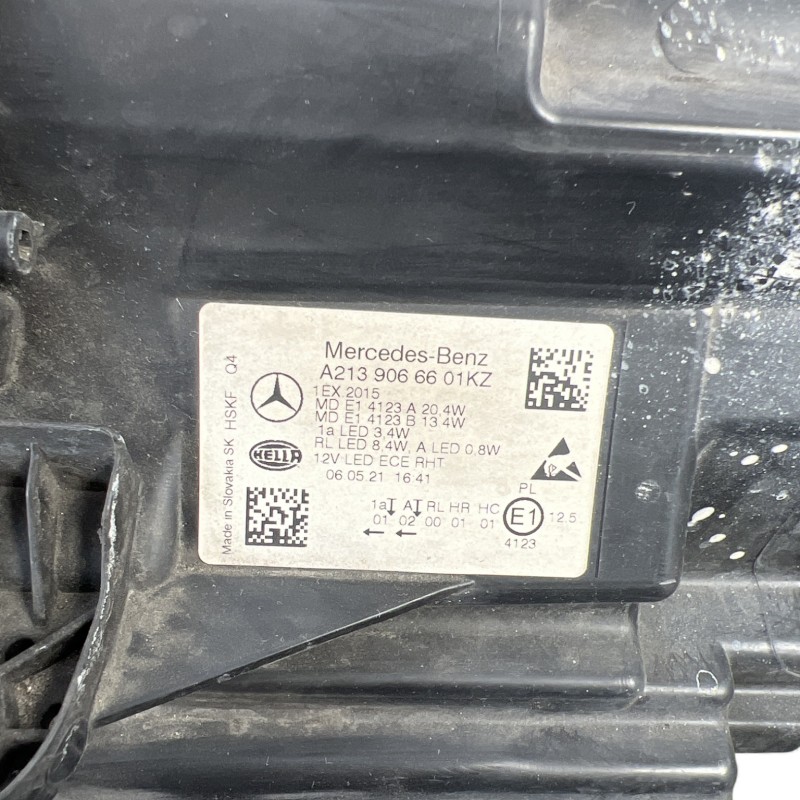 Mercedes-Benz
A213 906 66 01KZ
1EX 2015
MD E1 4123 A 20,4W
MD E1 4123 B 13,4W
1a LED 3,4W
RL LED 8,4W, A LED 0,8W
12V LED ECE RHT
06.05.21 16:41
HELLA
Made in Slovakia SK HSKF Q4
PL
1a A RL HR HC
01 02 00 01 01
E1
12.5
4123